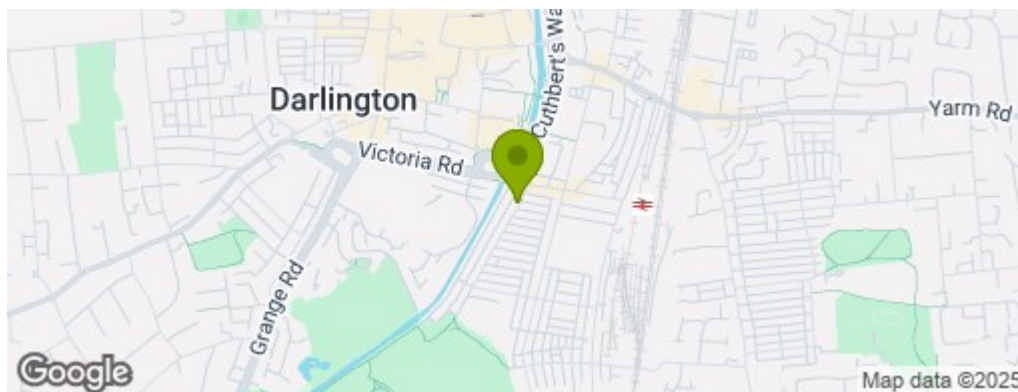 Cuthbert's Wa
Darlington
Yarm Rd
Victoria Rd
Grange Rd
Google
Map data ©2025